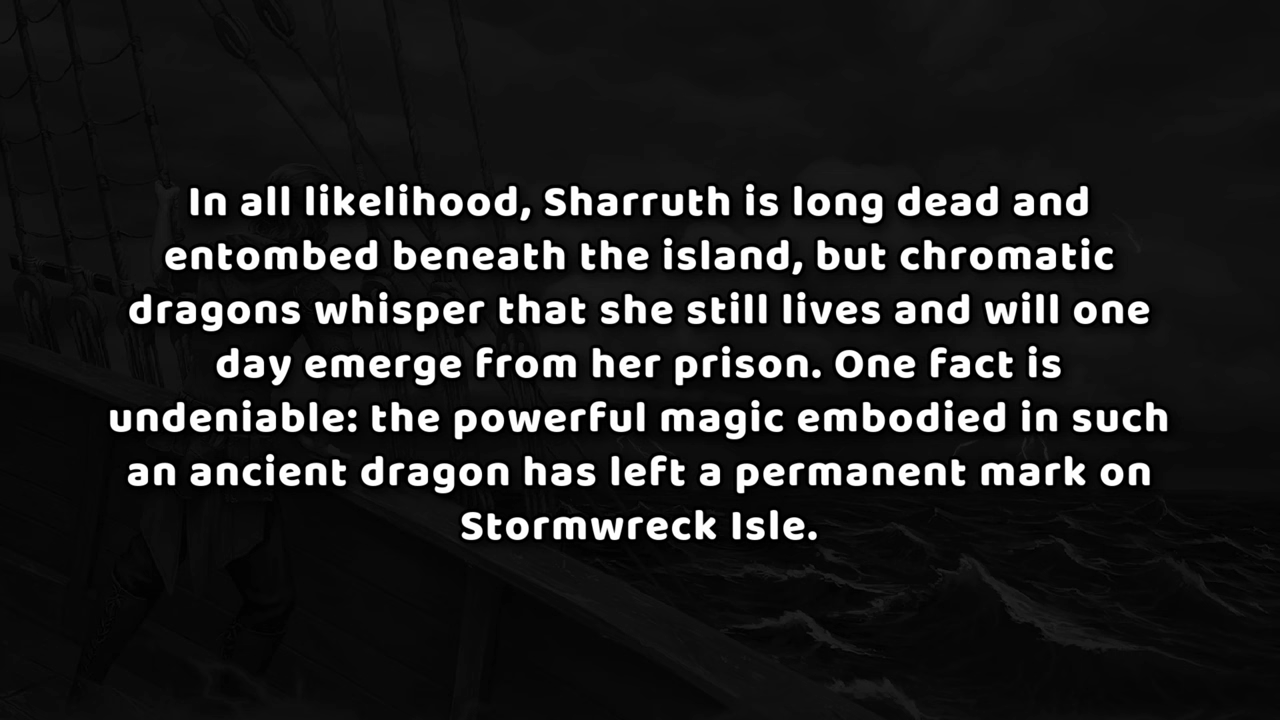 In all likelihood, Sharruth is long dead and
entombed beneath the island, but chromatic
dragons whisper that she still lives and will one
day emerge from her prison. One fact is
undeniable: the powerful magic embodied in such
an ancient dragon has left a permanent mark on
Stormwreck Isle.